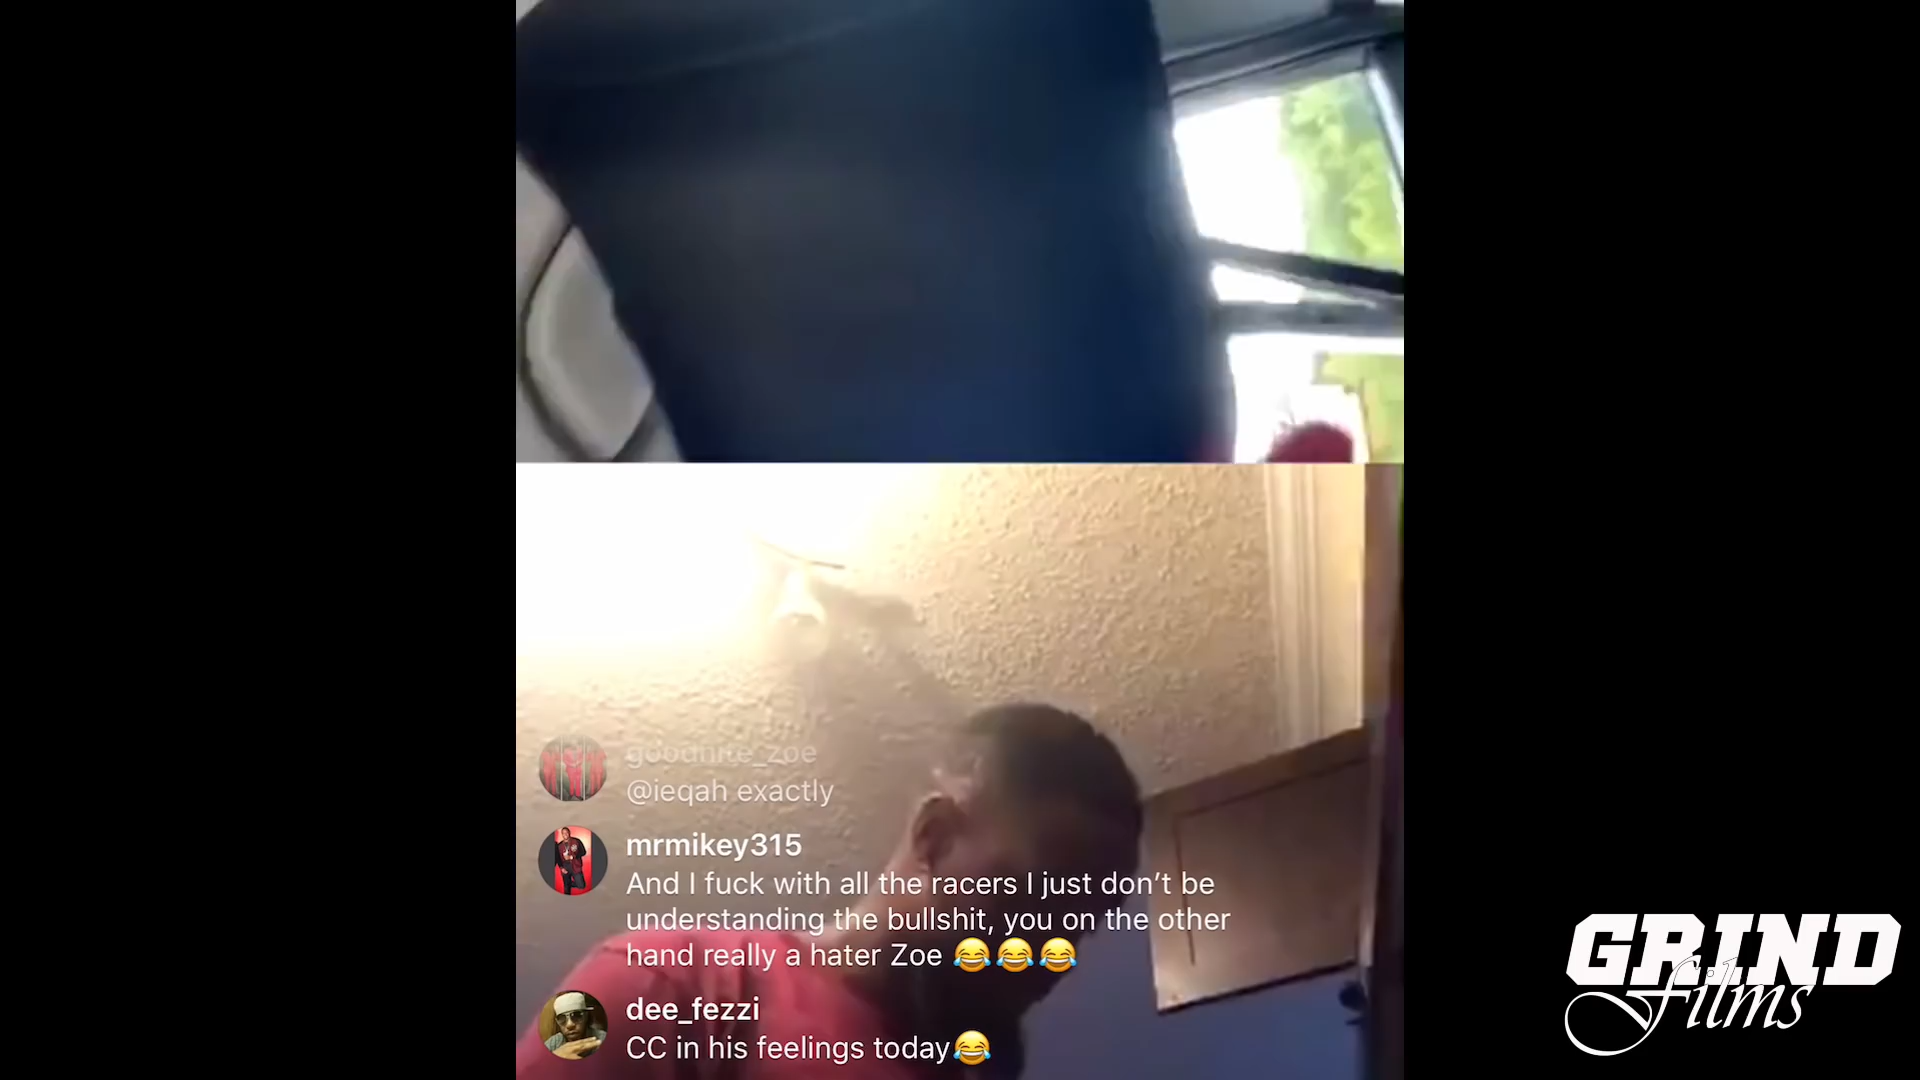 goodnite_zoe
@ieqah exactly
mrmikey315
And I fuck with all the racers I just don’t be
understanding the bullshit, you on the other
hand really a hater Zoe 😂😂😂
dee_fezzi
CC in his feelings today😂
GRIND
Films